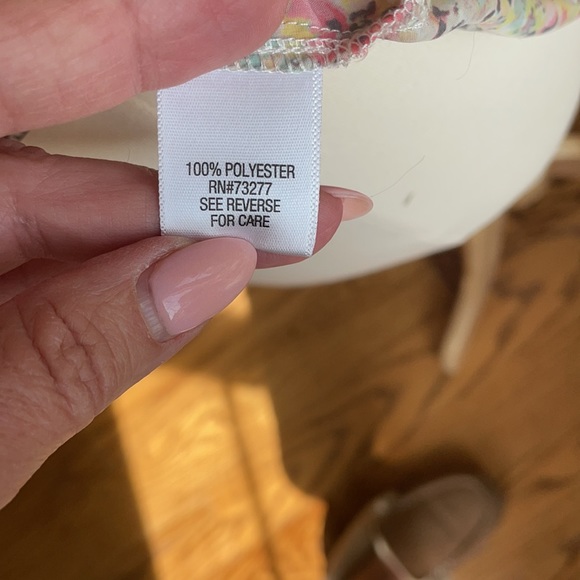 100% POLYESTER
RN#73277
SEE REVERSE
FOR CARE